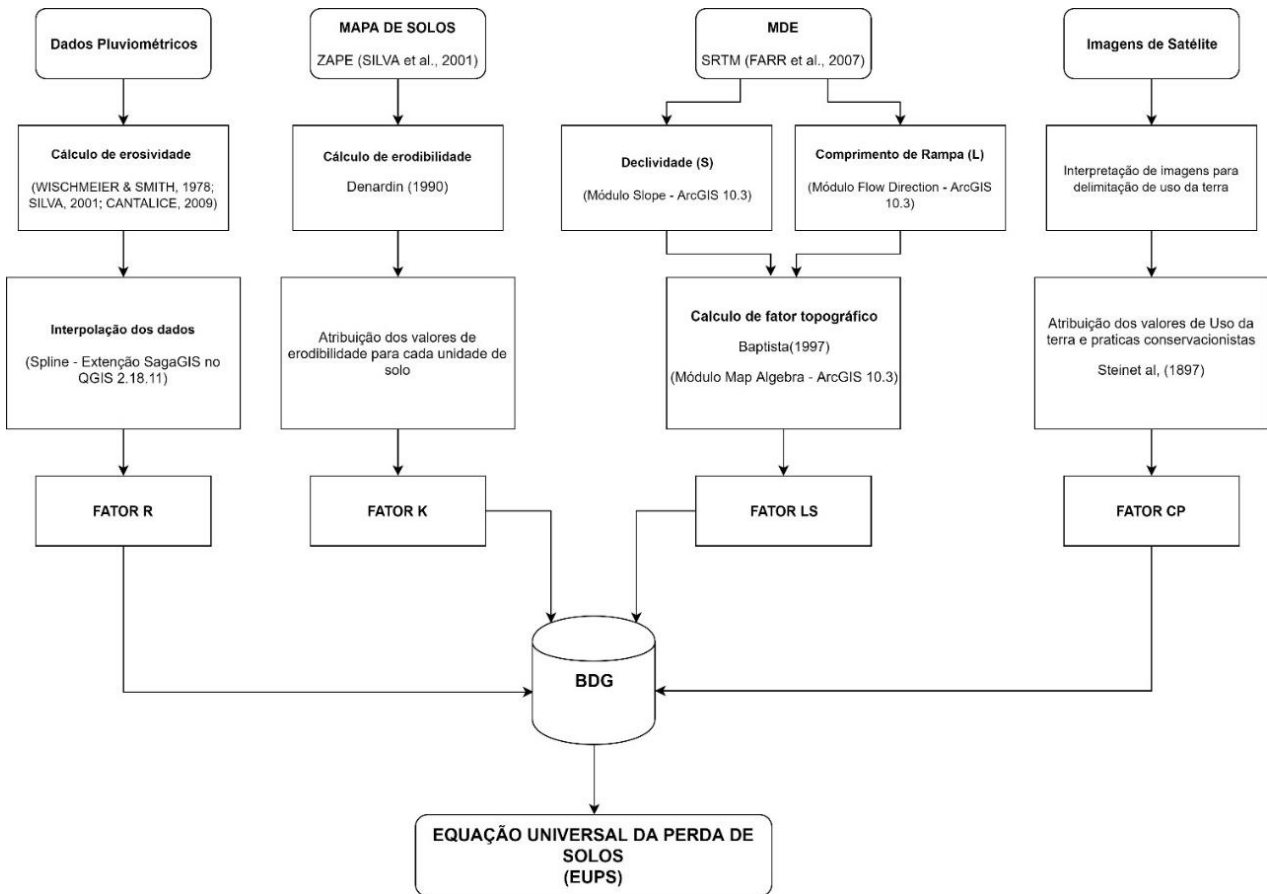 Dados Pluviométricos
MAPA DE SOLOS
ZAPE (SILVA et al., 2001)
MDE
SRTM (FARR et al., 2007)
Imagens de Satélite
Cálculo de erosividade
(WISCHMEIER & SMITH, 1978;
SILVA, 2001; CANTALICE, 2009)
Cálculo de erodibilidade
Denardin (1990)
Declividade (S)
(Módulo Slope - ArcGIS 10.3)
Comprimento de Rampa (L)
(Módulo Flow Direction - ArcGIS
10.3)
Interpretação de imagens para
delimitação de uso da terra
Interpolação dos dados
(Spline - Extenção SagaGIS no
QGIS 2.18.11)
Atribuição dos valores de
erodibilidade para cada unidade de
solo
Calculo de fator topográfico
Baptista(1997)
(Módulo Map Algebra - ArcGIS 10.3)
Atribuição dos valores de Uso da
terra e praticas conservacionistas
Steinet al, (1897)
FATOR R
FATOR K
FATOR LS
FATOR CP
BDG
EQUAÇÃO UNIVERSAL DA PERDA DE
SOLOS
(EUPS)